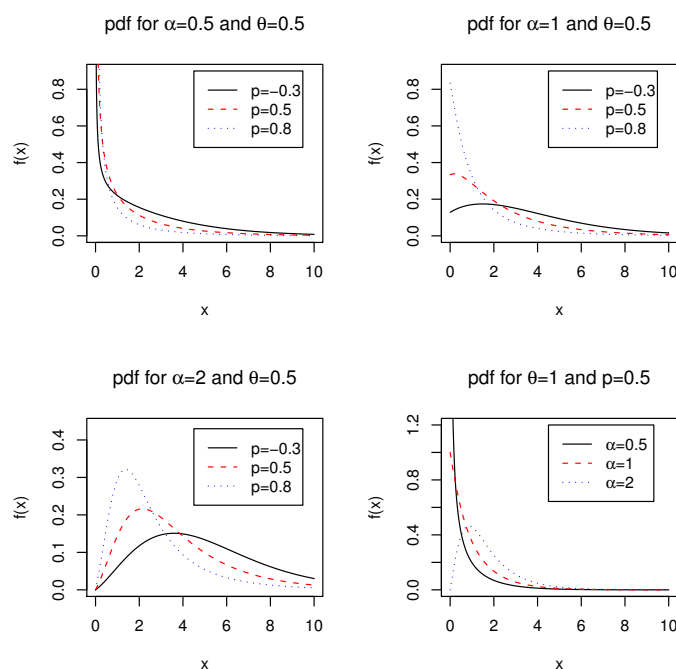 pdf for α=0.5 and θ=0.5
f(x)
0.0 0.2 0.4 0.6 0.8
p=−0.3
p=0.5
p=0.8
0 2 4 6 8 10
x
pdf for α=1 and θ=0.5
f(x)
0.0 0.2 0.4 0.6 0.8
p=−0.3
p=0.5
p=0.8
0 2 4 6 8 10
x
pdf for α=2 and θ=0.5
f(x)
0.0 0.1 0.2 0.3 0.4
p=−0.3
p=0.5
p=0.8
0 2 4 6 8 10
x
pdf for θ=1 and p=0.5
f(x)
0.0 0.4 0.8 1.2
α=0.5
α=1
α=2
0 2 4 6 8 10
x